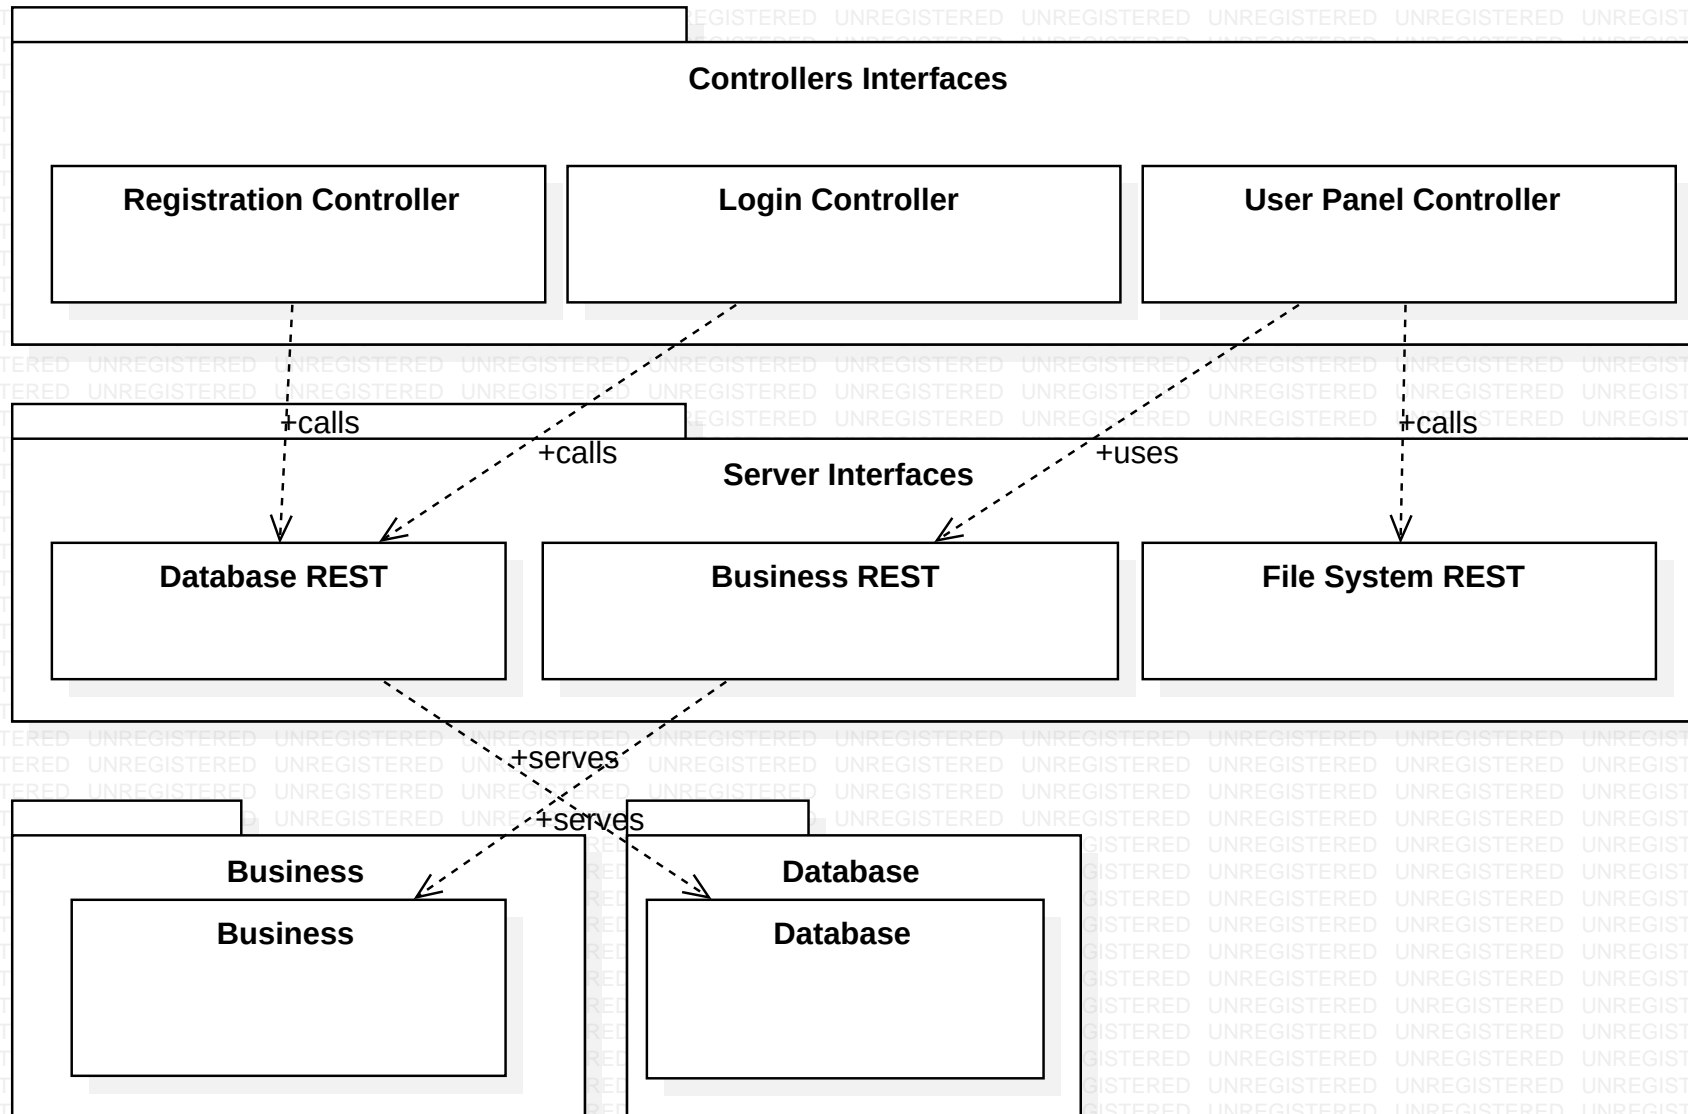 Controllers Interfaces
Registration Controller
Login Controller
User Panel Controller
+calls
+calls
+uses
+calls
Server Interfaces
Database REST
Business REST
File System REST
+serves
+serves
Business
Database
Business
Database
UNREGISTERED